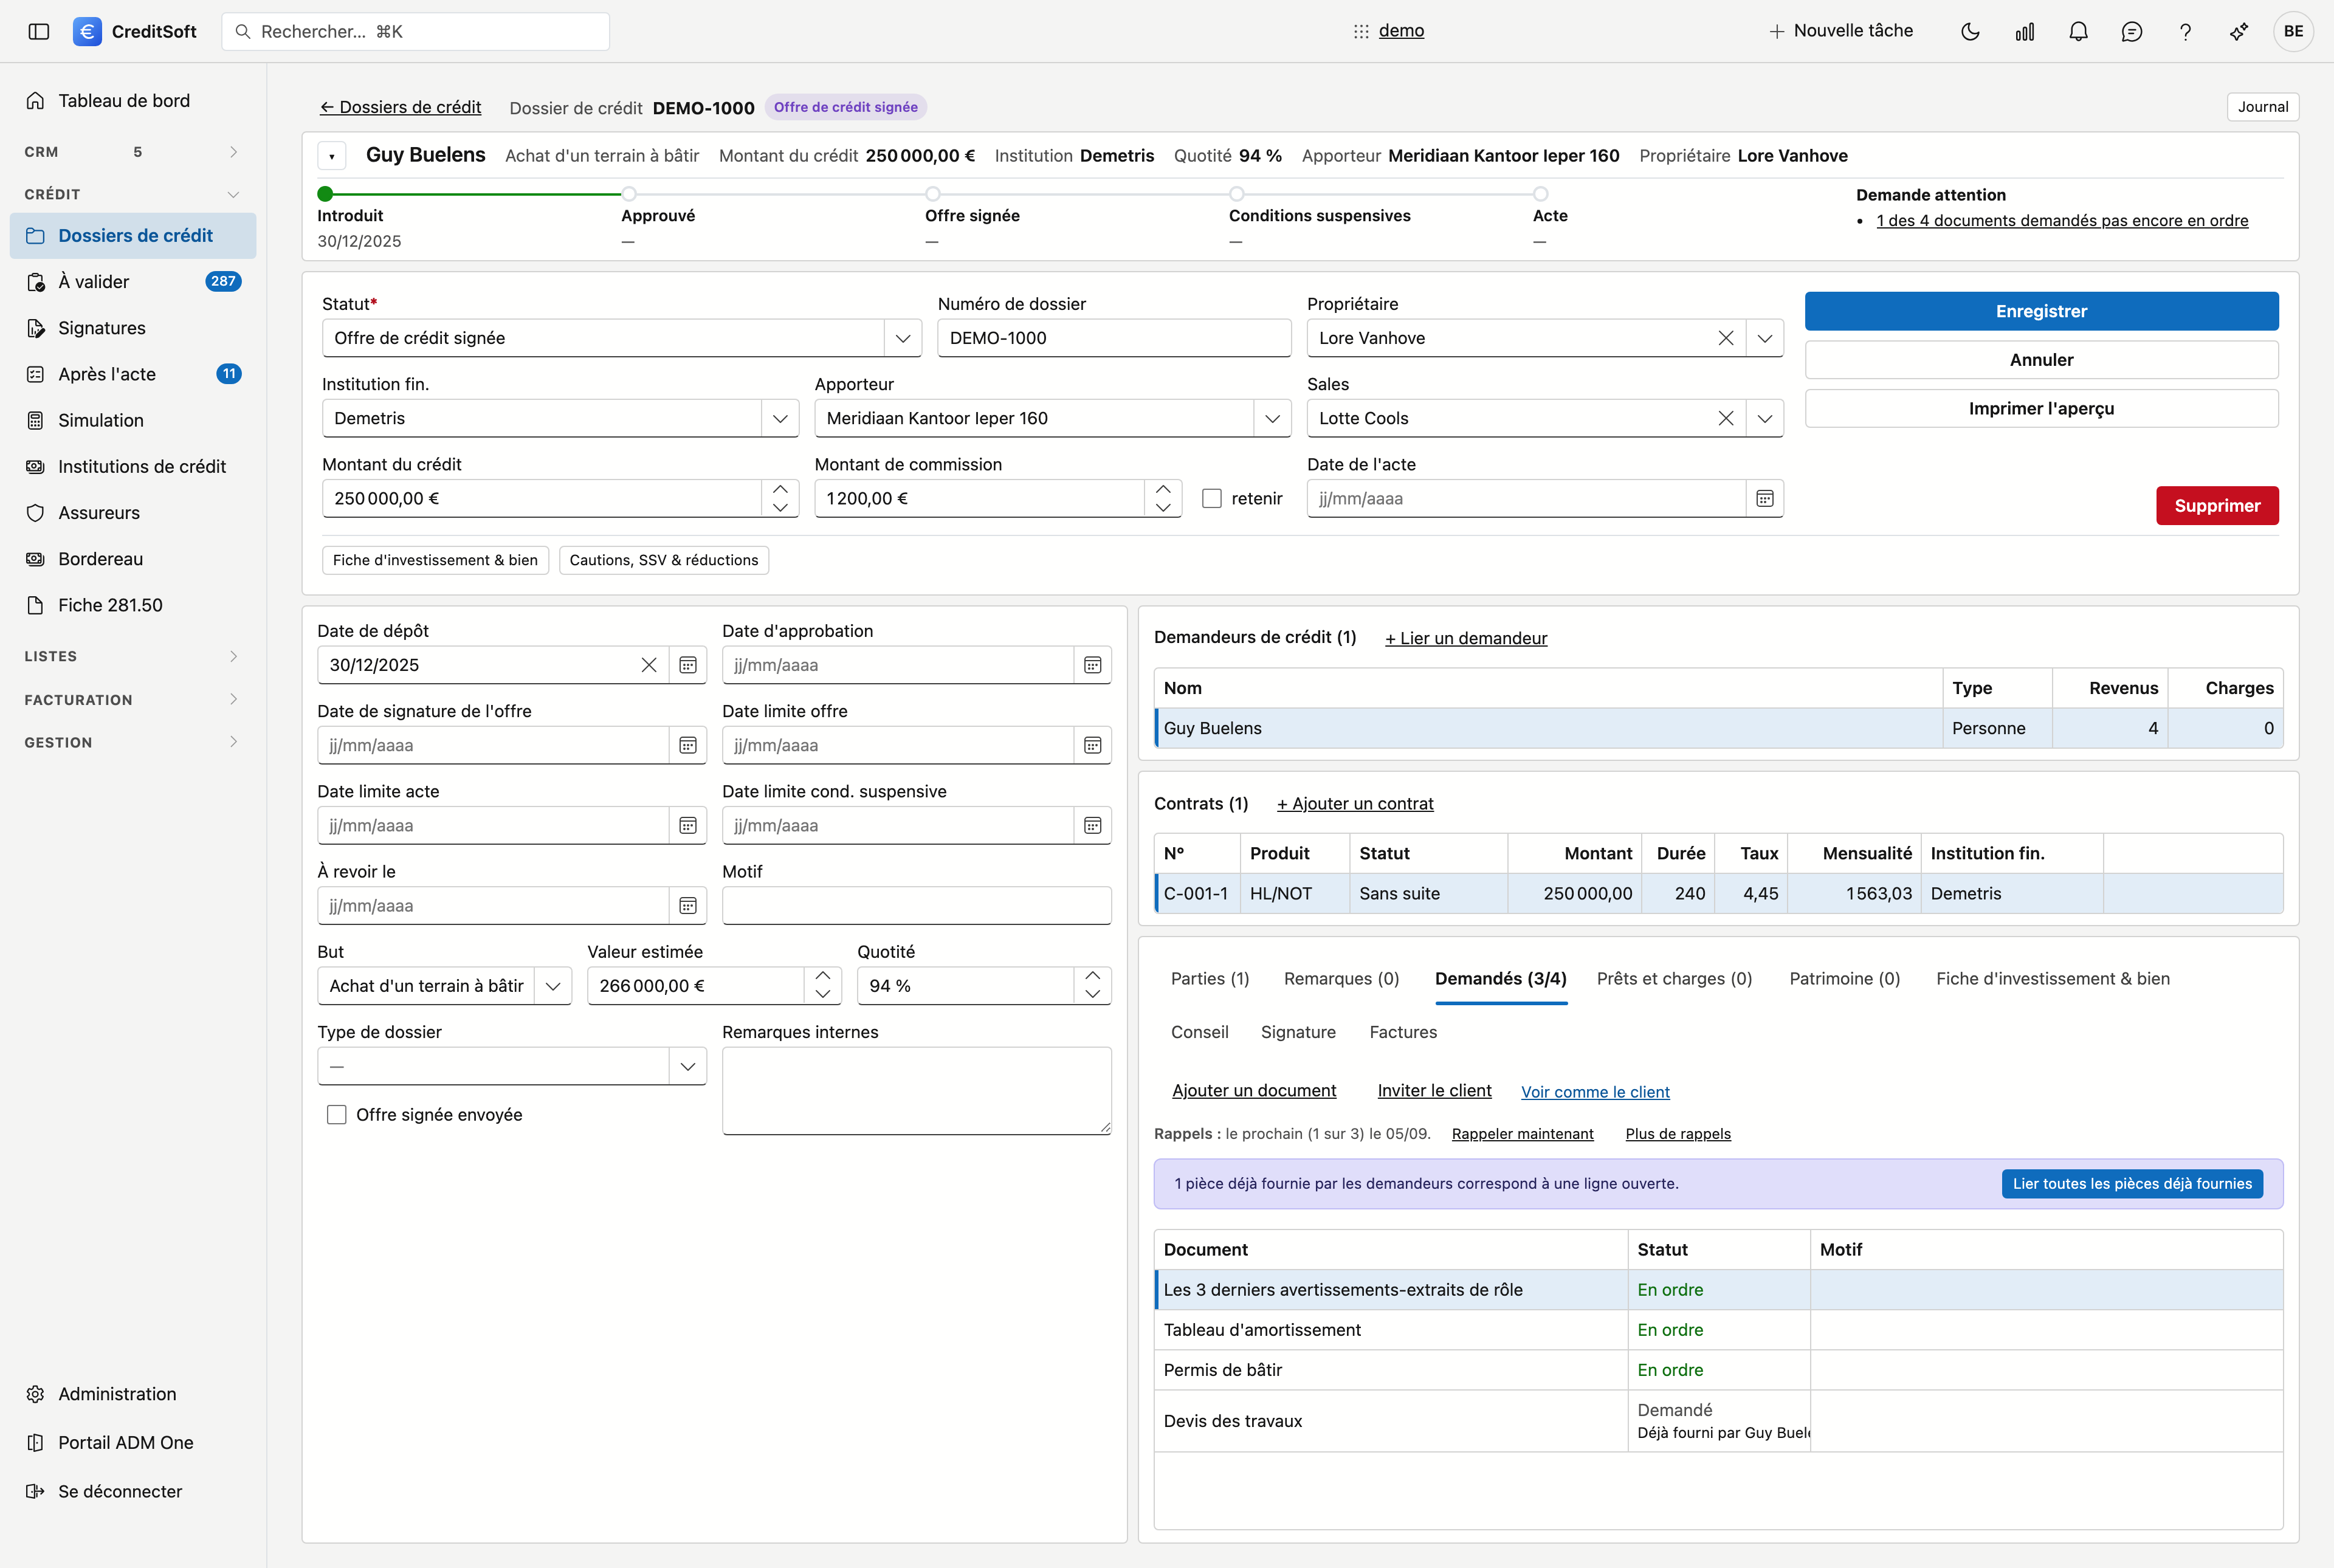 CreditSoft
Rechercher... ⌘K
demo
Nouvelle tâche
BE
Tableau de bord
CRM 5
CRÉDIT
Dossiers de crédit
À valider 287
Signatures
Après l'acte 11
Simulation
Institutions de crédit
Assureurs
Bordereau
Fiche 281.50
LISTES
FACTURATION
GESTION
Administration
Portail ADM One
Se déconnecter
← Dossiers de crédit Dossier de crédit DEMO-1000 Offre de crédit signée Journal
Guy Buelens Achat d'un terrain à bâtir Montant du crédit 250 000,00 € Institution Demetris Quotité 94 % Apporteur Meridiaan Kantoor Ieper 160 Propriétaire Lore Vanhove
Introduit Approuvé Offre signée Conditions suspensives Acte
30/12/2025 — — — —
Demande attention
• 1 des 4 documents demandés pas encore en ordre
Statut* Numéro de dossier Propriétaire
Offre de crédit signée DEMO-1000 Lore Vanhove
Institution fin. Apporteur Sales
Demetris Meridiaan Kantoor Ieper 160 Lotte Cools
Montant du crédit Montant de commission Date de l'acte
250 000,00 € 1 200,00 € retenir jj/mm/aaaa
Enregistrer
Annuler
Imprimer l'aperçu
Supprimer
Fiche d'investissement & bien Cautions, SSV & réductions
Date de dépôt Date d'approbation
30/12/2025 jj/mm/aaaa
Date de signature de l'offre Date limite offre
jj/mm/aaaa jj/mm/aaaa
Date limite acte Date limite cond. suspensive
jj/mm/aaaa jj/mm/aaaa
À revoir le Motif
jj/mm/aaaa
But Valeur estimée Quotité
Achat d'un terrain à bâtir 266 000,00 € 94 %
Type de dossier Remarques internes
—
Offre signée envoyée
Demandeurs de crédit (1) + Lier un demandeur
Nom Type Revenus Charges
Guy Buelens Personne 4 0
Contrats (1) + Ajouter un contrat
N° Produit Statut Montant Durée Taux Mensualité Institution fin.
C-001-1 HL/NOT Sans suite 250 000,00 240 4,45 1 563,03 Demetris
Parties (1) Remarques (0) Demandés (3/4) Prêts et charges (0) Patrimoine (0) Fiche d'investissement & bien
Conseil Signature Factures
Ajouter un document Inviter le client Voir comme le client
Rappels : le prochain (1 sur 3) le 05/09. Rappeler maintenant Plus de rappels
1 pièce déjà fournie par les demandeurs correspond à une ligne ouverte. Lier toutes les pièces déjà fournies
Document Statut Motif
Les 3 derniers avertissements-extraits de rôle En ordre
Tableau d'amortissement En ordre
Permis de bâtir En ordre
Devis des travaux Demandé
Déjà fourni par Guy